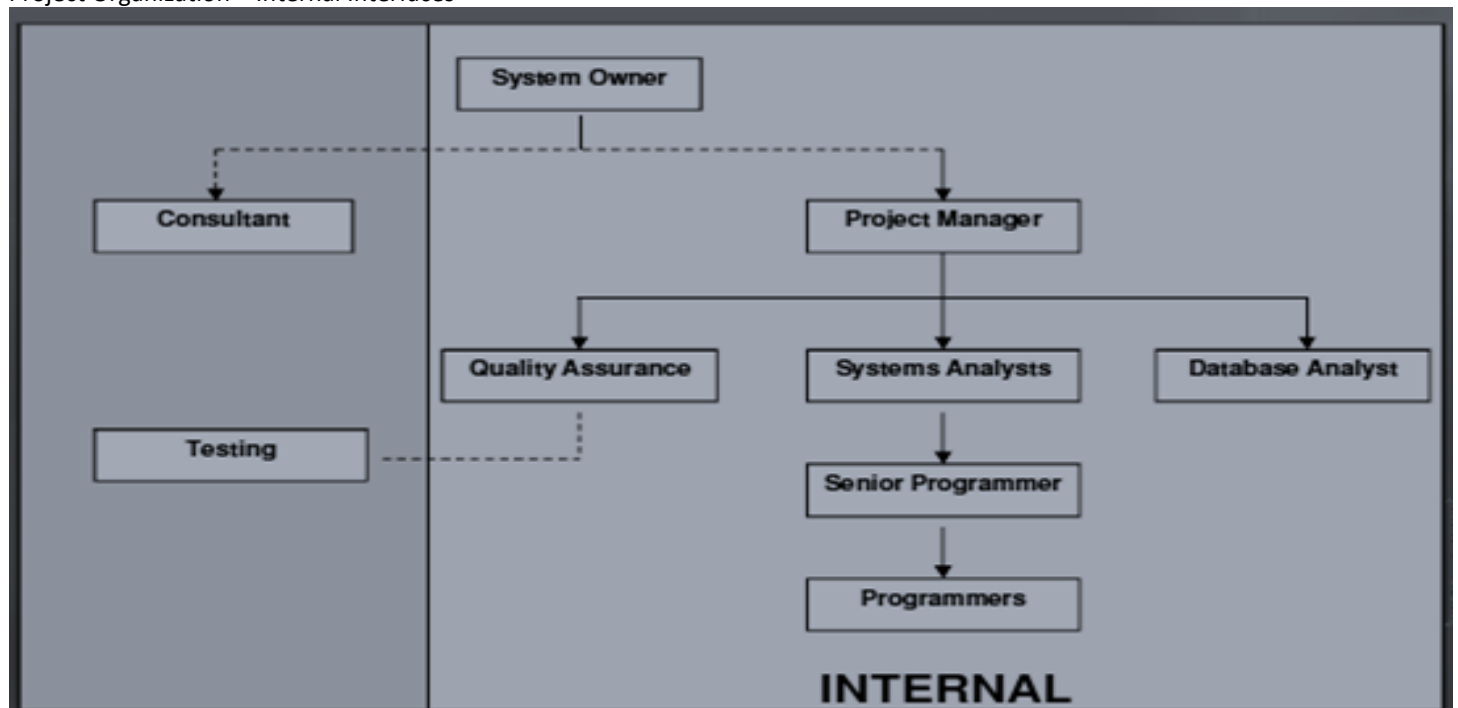 Project Organization – Internal Interfaces
System Owner
Consultant
Project Manager
Quality Assurance
Systems Analysts
Database Analyst
Testing
Senior Programmer
Programmers
INTERNAL